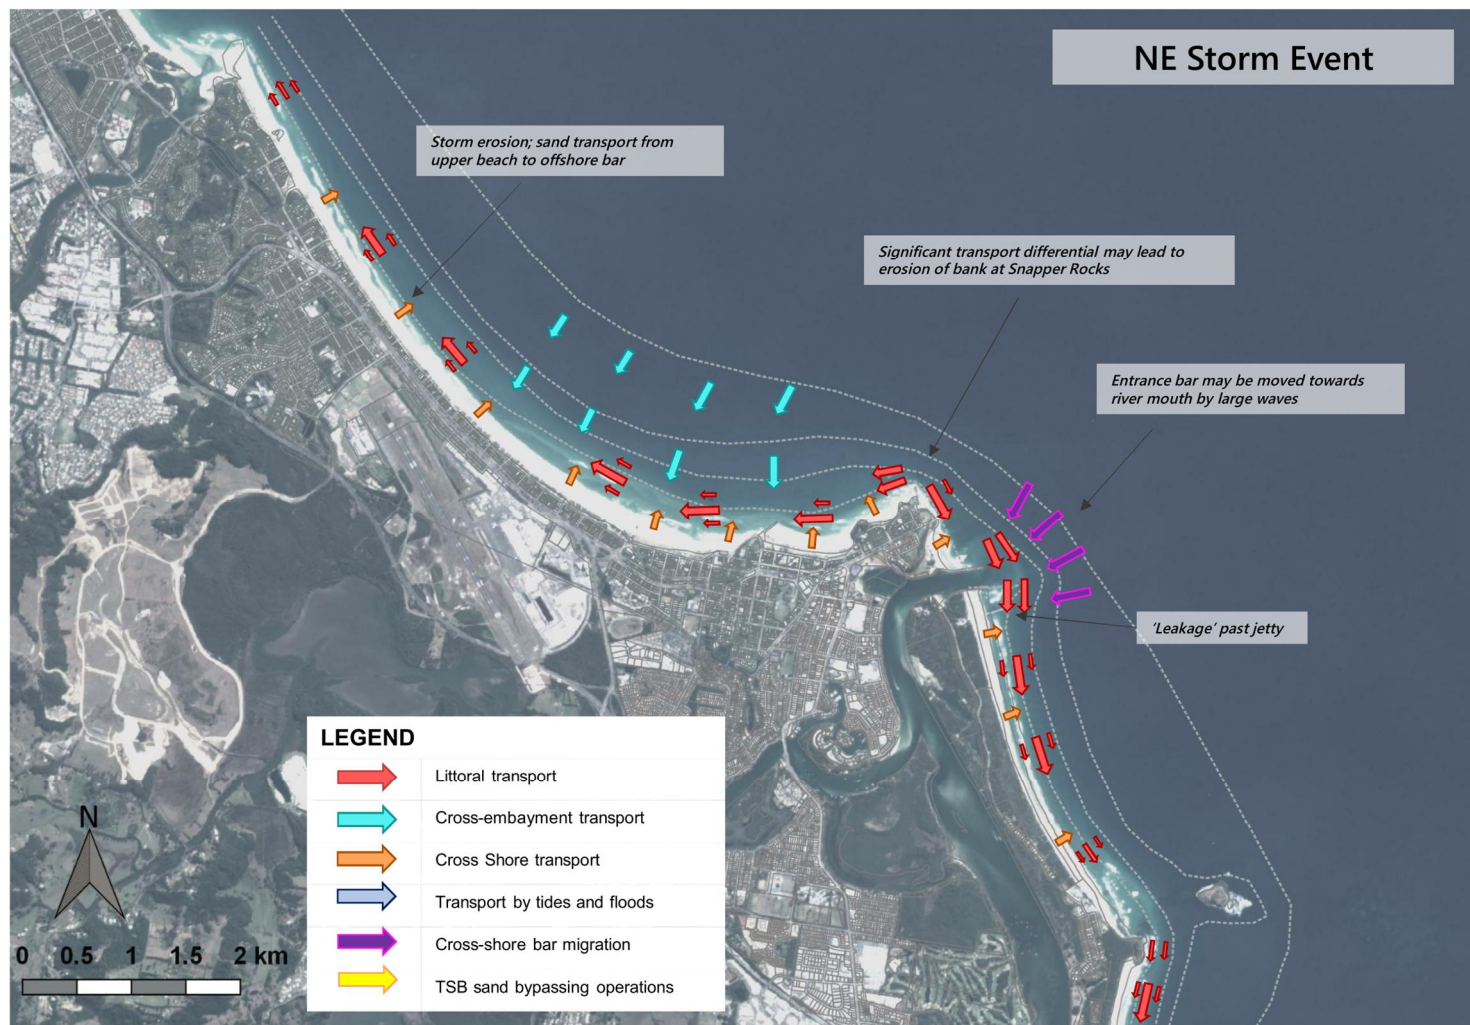 NE Storm Event
Storm erosion; sand transport from
upper beach to offshore bar
Significant transport differential may lead to
erosion of bank at Snapper Rocks
Entrance bar may be moved towards
river mouth by large waves
'Leakage' past jetty
LEGEND
Littoral transport
Cross-embayment transport
Cross Shore transport
Transport by tides and floods
Cross-shore bar migration
TSB sand bypassing operations
N
0 0.5 1 1.5 2 km